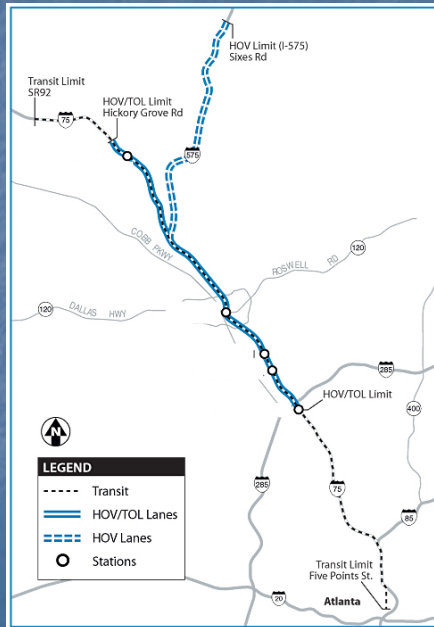 HOV Limit (I-575)
Sixes Rd
Transit Limit
SR92
HOV/TOL Limit
Hickory Grove Rd
75
575
COBB PKWY
ROSWELL RD
120
120
DALLAS HWY
285
HOV/TOL Limit
400
N
LEGEND
Transit
HOV/TOL Lanes
HOV Lanes
Stations
285
75
85
Transit Limit
Five Points St.
20
Atlanta